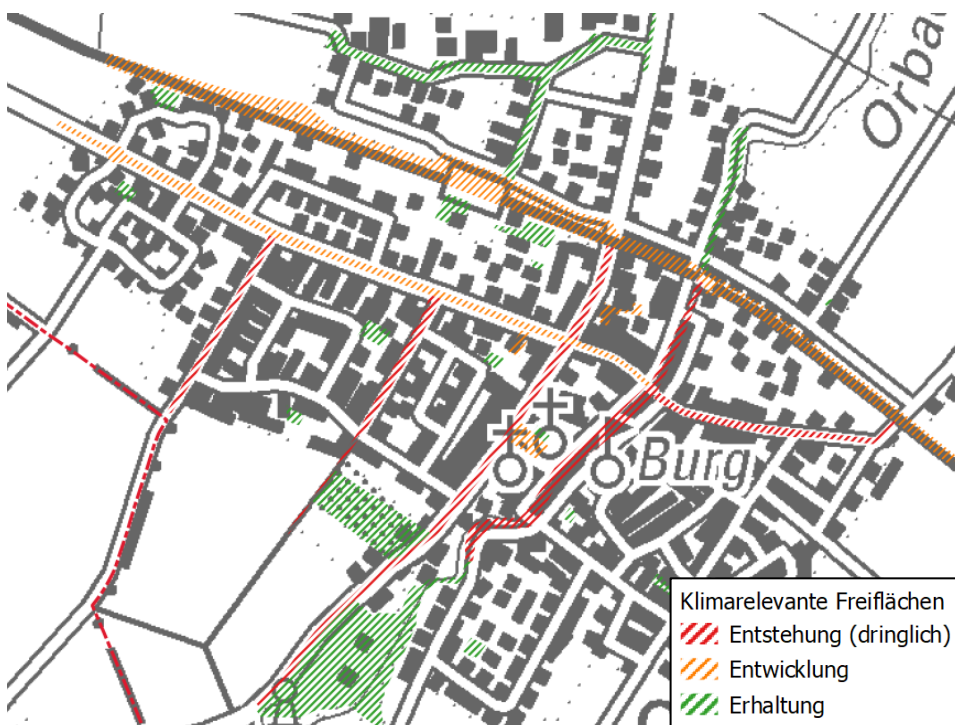 Orba
Burg
Klimarelevante Freiflächen
Entstehung (dringlich)
Entwicklung
Erhaltung